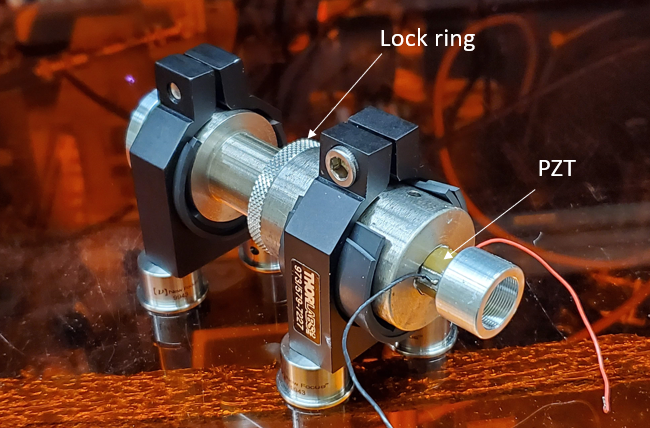 Lock ring
PZT
THORLABS
973/579-7227